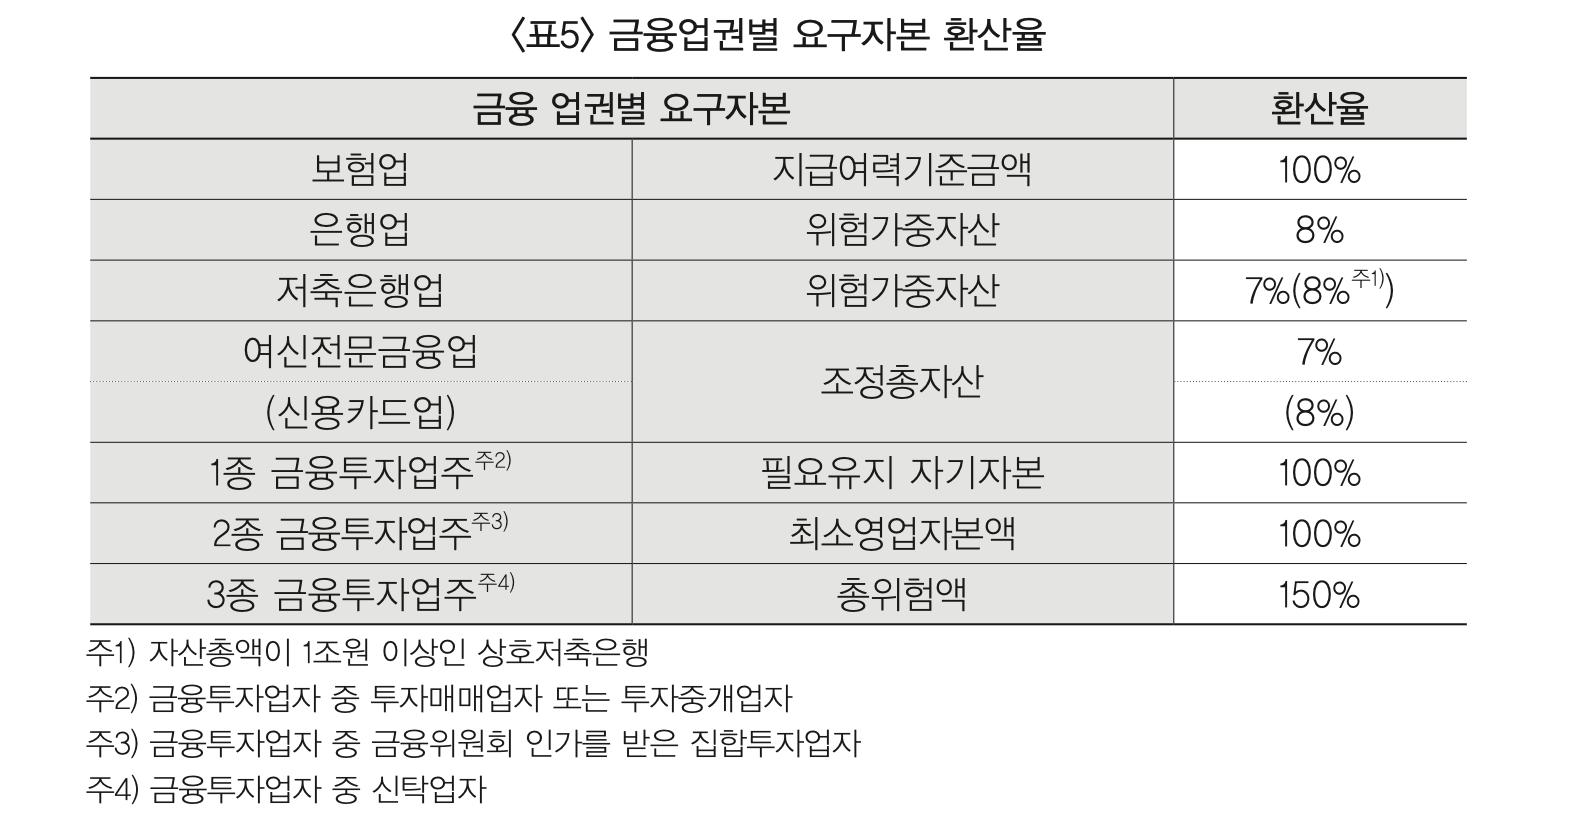 〈표5〉 금융업권별 요구자본 환산율
금융 업권별 요구자본 환산율
보험업 지급여력기준금액 100%
은행업 위험가중자산 8%
저축은행업 위험가중자산 7%(8%주1))
여신전문금융업 조정총자산 7%
(신용카드업) (8%)
1종 금융투자업주주2) 필요유지 자기자본 100%
2종 금융투자업주주3) 최소영업자본액 100%
3종 금융투자업주주4) 총위험액 150%
주1) 자산총액이 1조원 이상인 상호저축은행
주2) 금융투자업자 중 투자매매업자 또는 투자중개업자
주3) 금융투자업자 중 금융위원회 인가를 받은 집합투자업자
주4) 금융투자업자 중 신탁업자